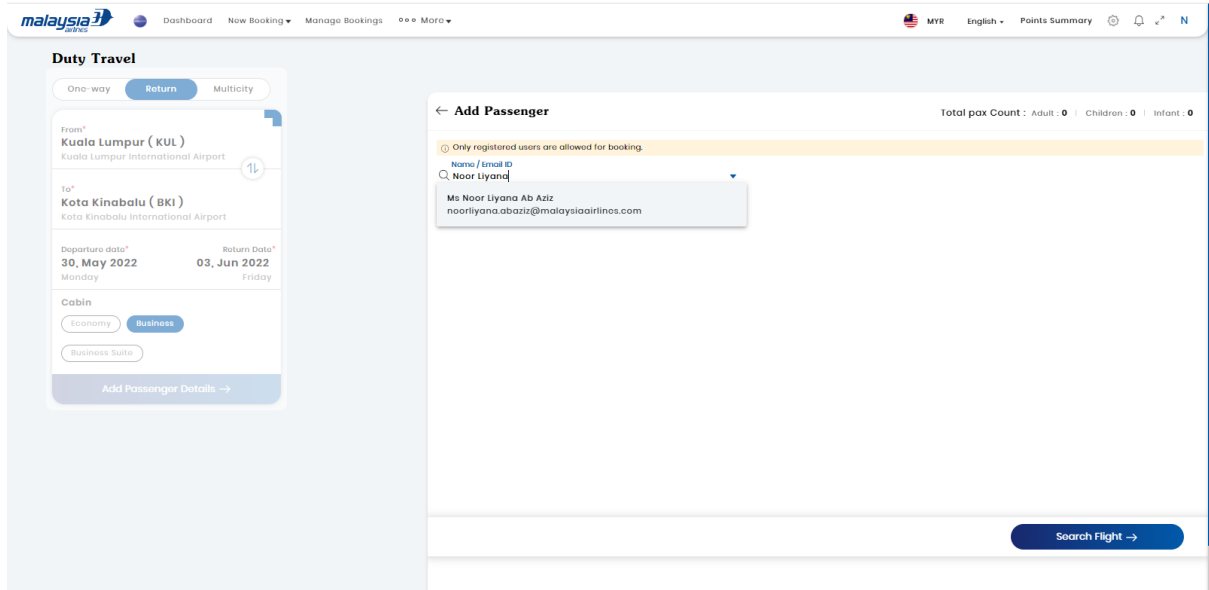 malaysia airlines
Dashboard New Booking Manage Bookings More MYR English Points Summary N
Duty Travel
One-way Return Multicity
From*
Kuala Lumpur ( KUL )
Kuala Lumpur International Airport
To*
Kota Kinabalu ( BKI )
Kota Kinabalu International Airport
Departure date* Return Date*
30, May 2022 03, Jun 2022
Monday Friday
Cabin
Economy Business
Business Suite
Add Passenger Details →
← Add Passenger Total pax Count : Adult : 0 | Children : 0 | Infant : 0
Only registered users are allowed for booking.
Name / Email ID
Noor Liyana
Ms Noor Liyana Ab Aziz
noorliyana.abaziz@malaysiaairlines.com
Search Flight →